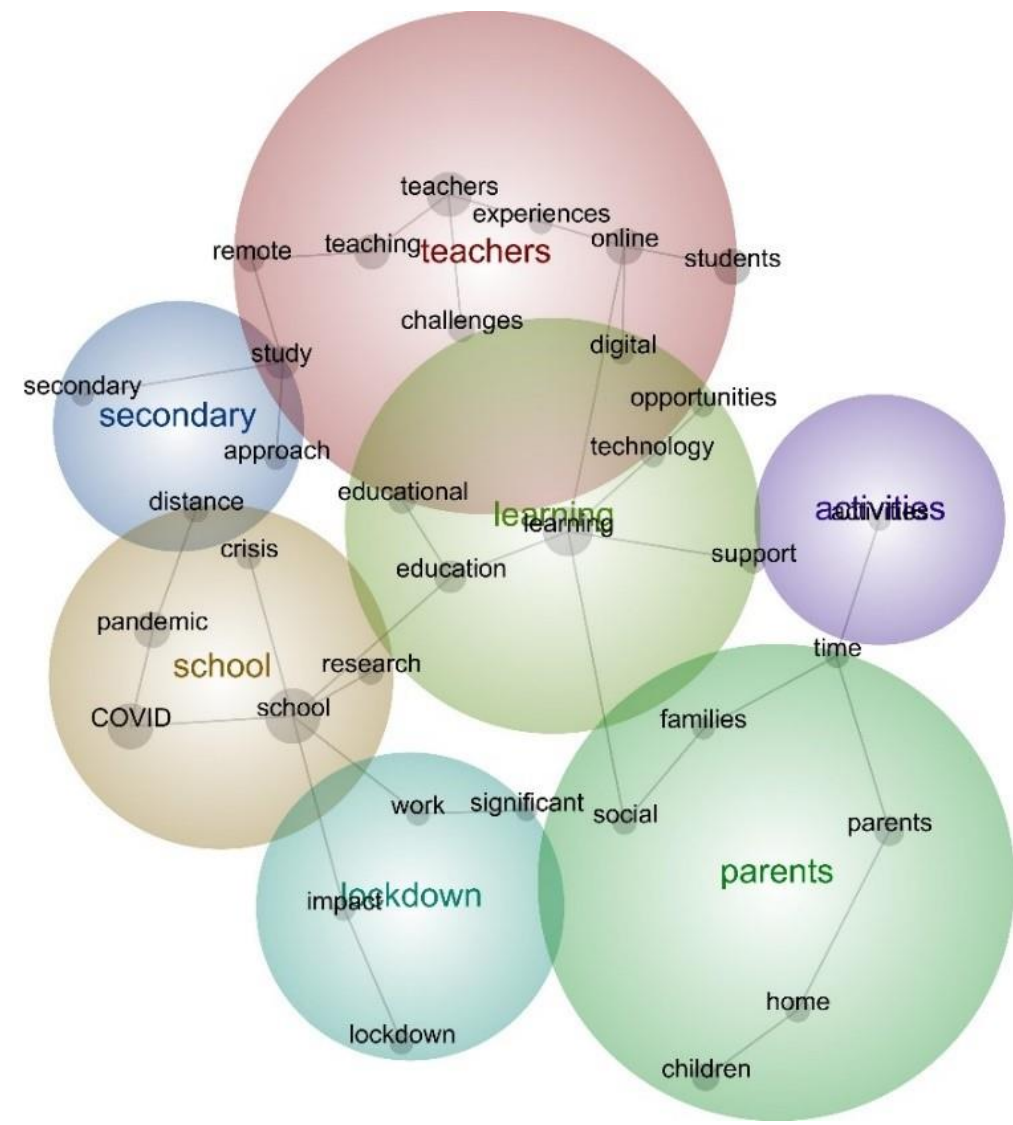 teachers
experiences
online
remote
teaching
teachers
students
challenges
digital
study
secondary
secondary
opportunities
technology
approach
educational
distance
learning
learning
activities
activities
crisis
education
support
pandemic
time
school
research
school
COVID
families
work
significant
social
parents
parents
impact
lockdown
home
lockdown
children